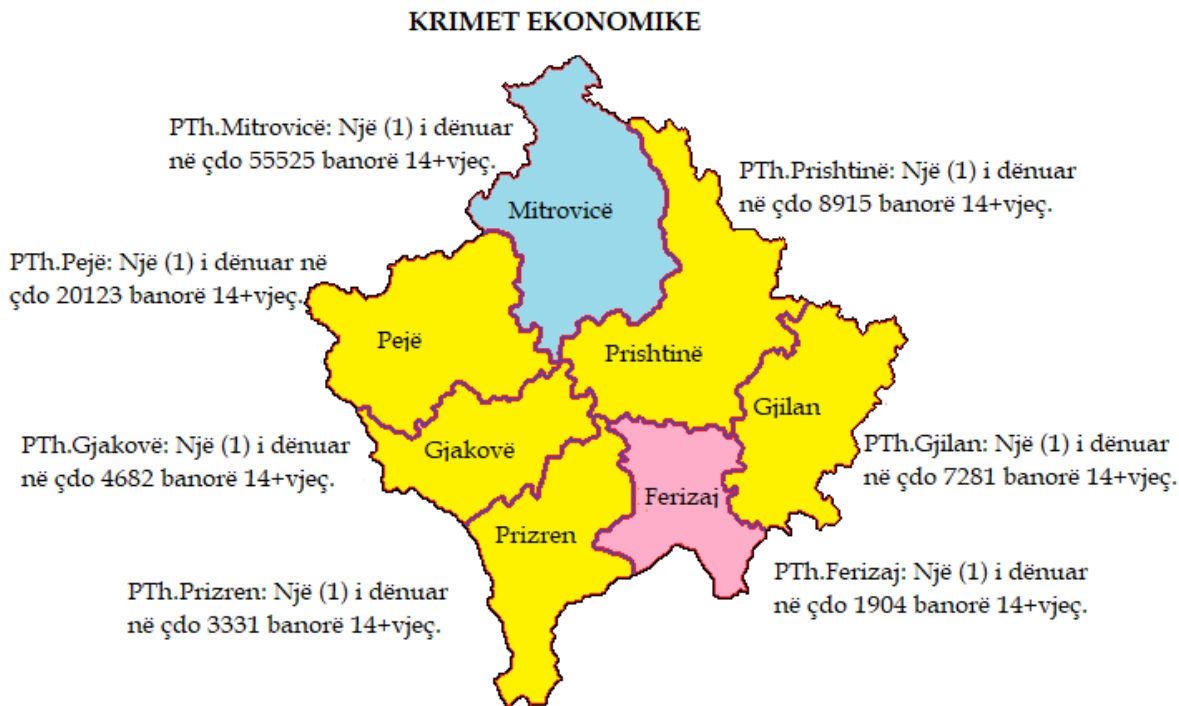 KRIMET EKONOMIKE
PTh.Mitrovicë: Një (1) i dënuar
në çdo 55525 banorë 14+vjeç.
PTh.Prishtinë: Një (1) i dënuar
në çdo 8915 banorë 14+vjeç.
Mitrovicë
PTh.Pejë: Një (1) i dënuar në
çdo 20123 banorë 14+vjeç.
Pejë
Prishtinë
Gjilan
PTh.Gjakovë: Një (1) i dënuar
në çdo 4682 banorë 14+vjeç.
Gjakovë
PTh.Gjilan: Një (1) i dënuar
në çdo 7281 banorë 14+vjeç.
Ferizaj
Prizren
PTh.Ferizaj: Një (1) i dënuar
në çdo 1904 banorë 14+vjeç.
PTh.Prizren: Një (1) i dënuar
në çdo 3331 banorë 14+vjeç.